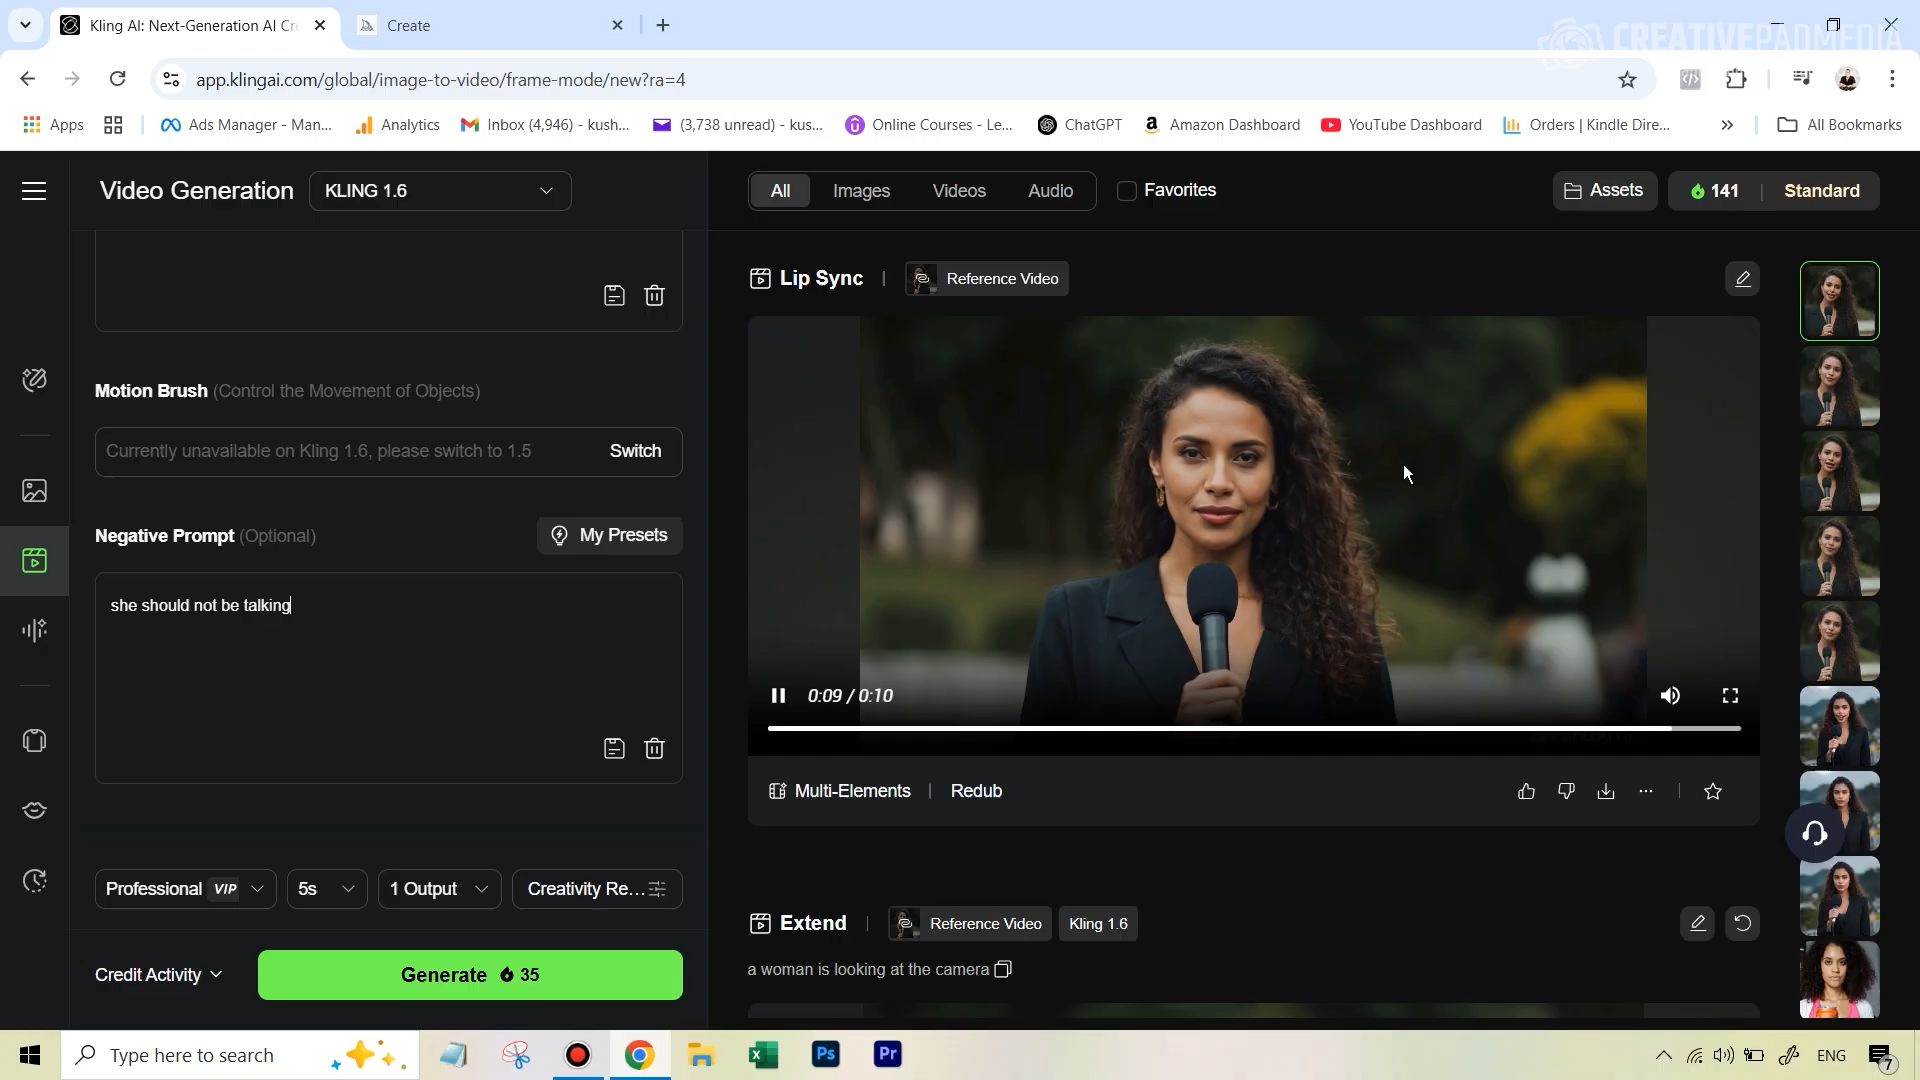 Kling AI: Next-Generation AI Cr
Create
CREATIVEPADMEDIA
app.klingai.com/global/image-to-video/frame-mode/new?ra=4
Apps
Ads Manager - Man...
Analytics
Inbox (4,946) - kush...
(3,738 unread) - kus...
Online Courses - Le...
ChatGPT
Amazon Dashboard
YouTube Dashboard
Orders | Kindle Dire...
All Bookmarks
Video Generation
KLING 1.6
All
Images
Videos
Audio
Favorites
Assets
141
Standard
Lip Sync
Reference Video
Motion Brush (Control the Movement of Objects)
Currently unavailable on Kling 1.6, please switch to 1.5
Switch
Negative Prompt (Optional)
My Presets
she should not be talking
0:09 / 0:10
Multi-Elements
Redub
Professional VIP
5s
1 Output
Creativity Re...
Extend
Reference Video
Kling 1.6
a woman is looking at the camera
Credit Activity
Generate 35
Type here to search
Ps
Pr
ENG
7